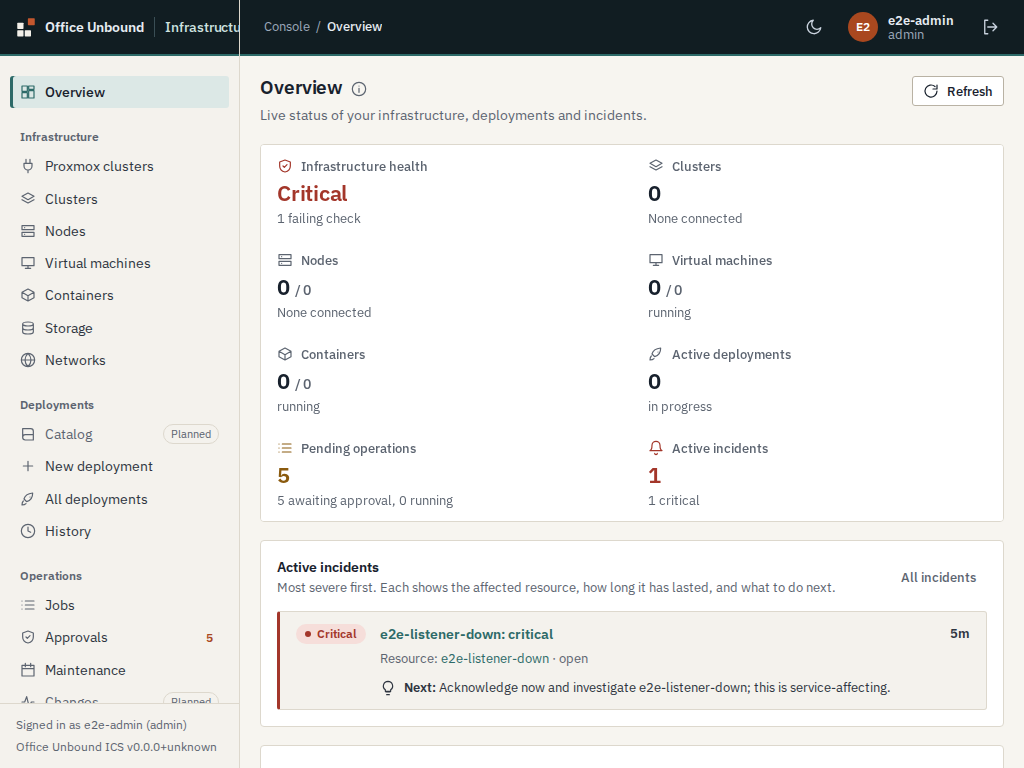 Office Unbound
Console / Overview
E2
e2e-admin
admin
Overview
Infrastructure
Proxmox clusters
Clusters
Nodes
Virtual machines
Containers
Storage
Networks
Deployments
Catalog
Planned
New deployment
All deployments
History
Operations
Jobs
Approvals
5
Maintenance
Changes
Planned
Signed in as e2e-admin (admin)
Office Unbound ICS v0.0.0+unknown
Overview
Refresh
Live status of your infrastructure, deployments and incidents.
Infrastructure health
Critical
1 failing check
Clusters
0
None connected
Nodes
0 / 0
None connected
Virtual machines
0 / 0
running
Containers
0 / 0
running
Active deployments
0
in progress
Pending operations
5
5 awaiting approval, 0 running
Active incidents
1
1 critical
Active incidents
Most severe first. Each shows the affected resource, how long it has lasted, and what to do next.
All incidents
Critical
e2e-listener-down: critical
5m
Resource: e2e-listener-down · open
Next: Acknowledge now and investigate e2e-listener-down; this is service-affecting.